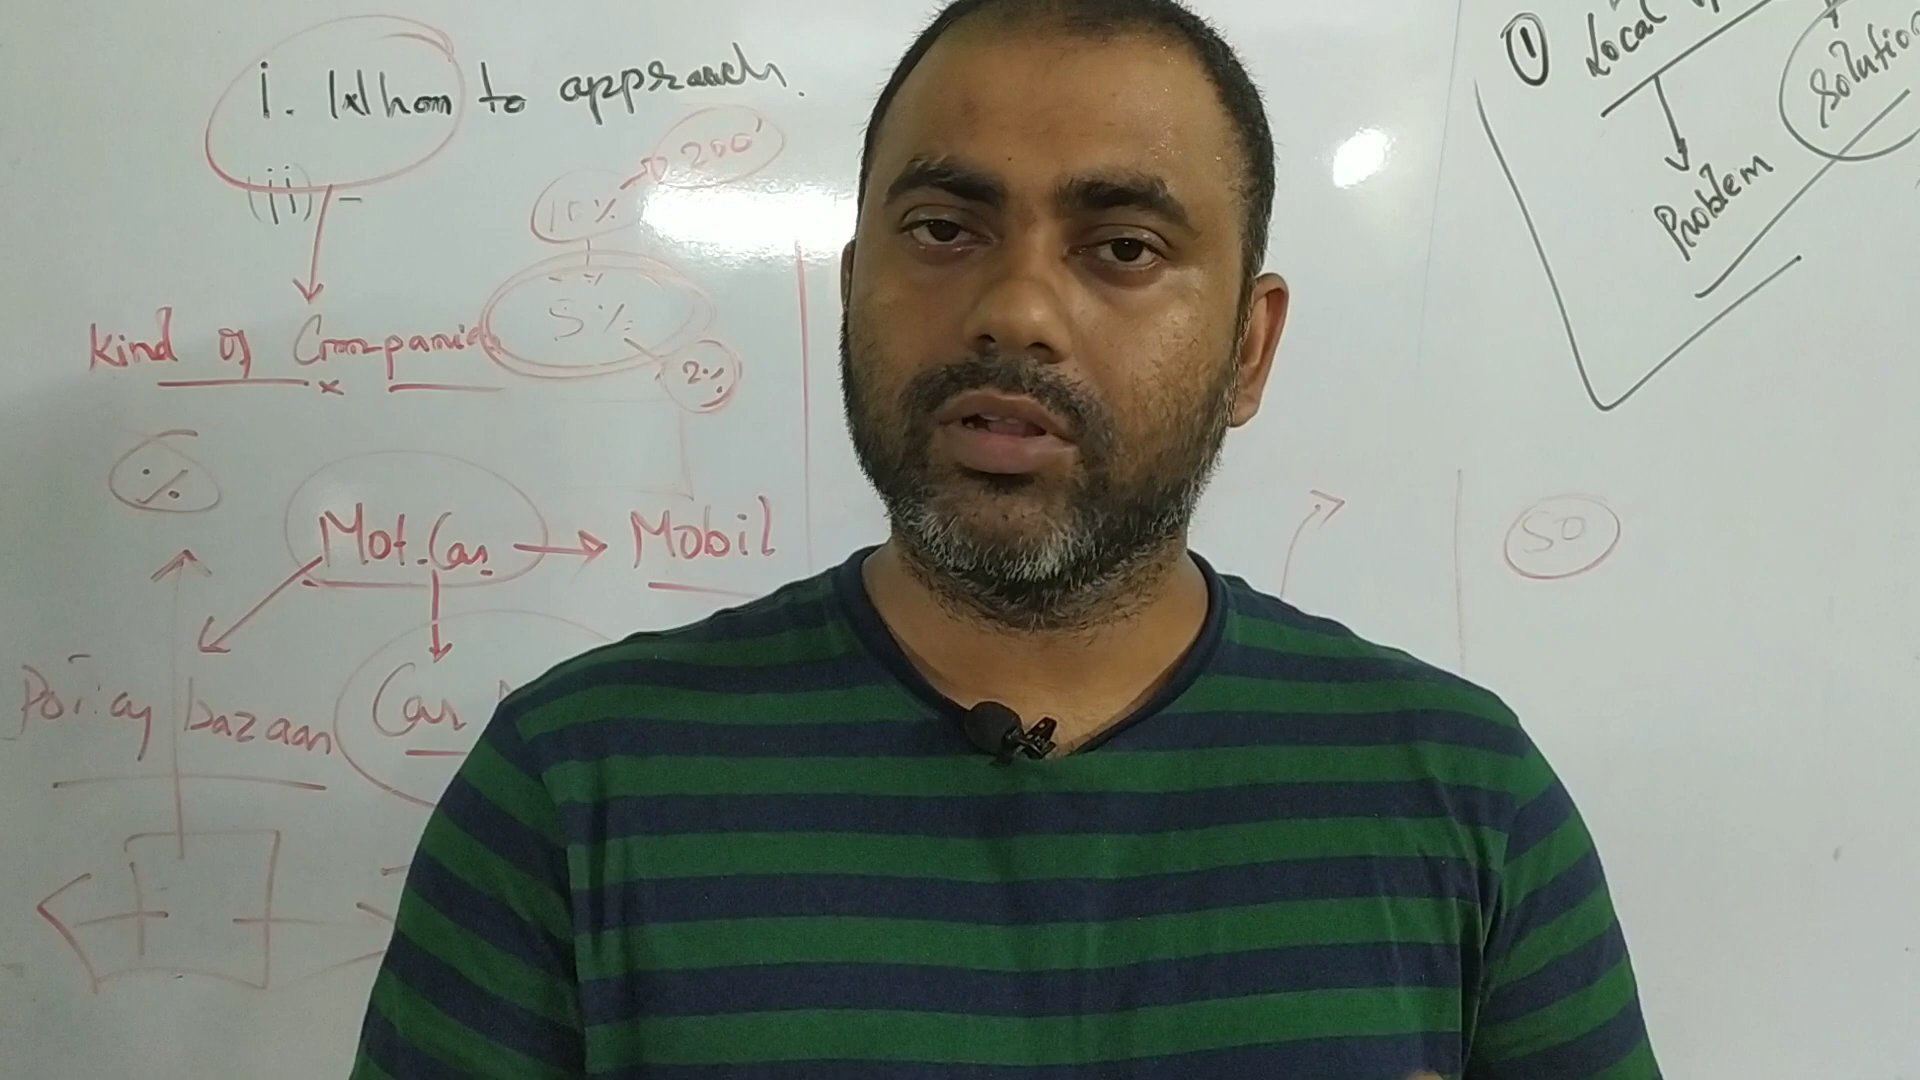 i. Whom to approach.
(ii) -
10% → 200
5%
2%
Kind of Companies
%
Mot. Car. → Mobil
Policy bazaar
Car
① Local
Solution
Problem
50